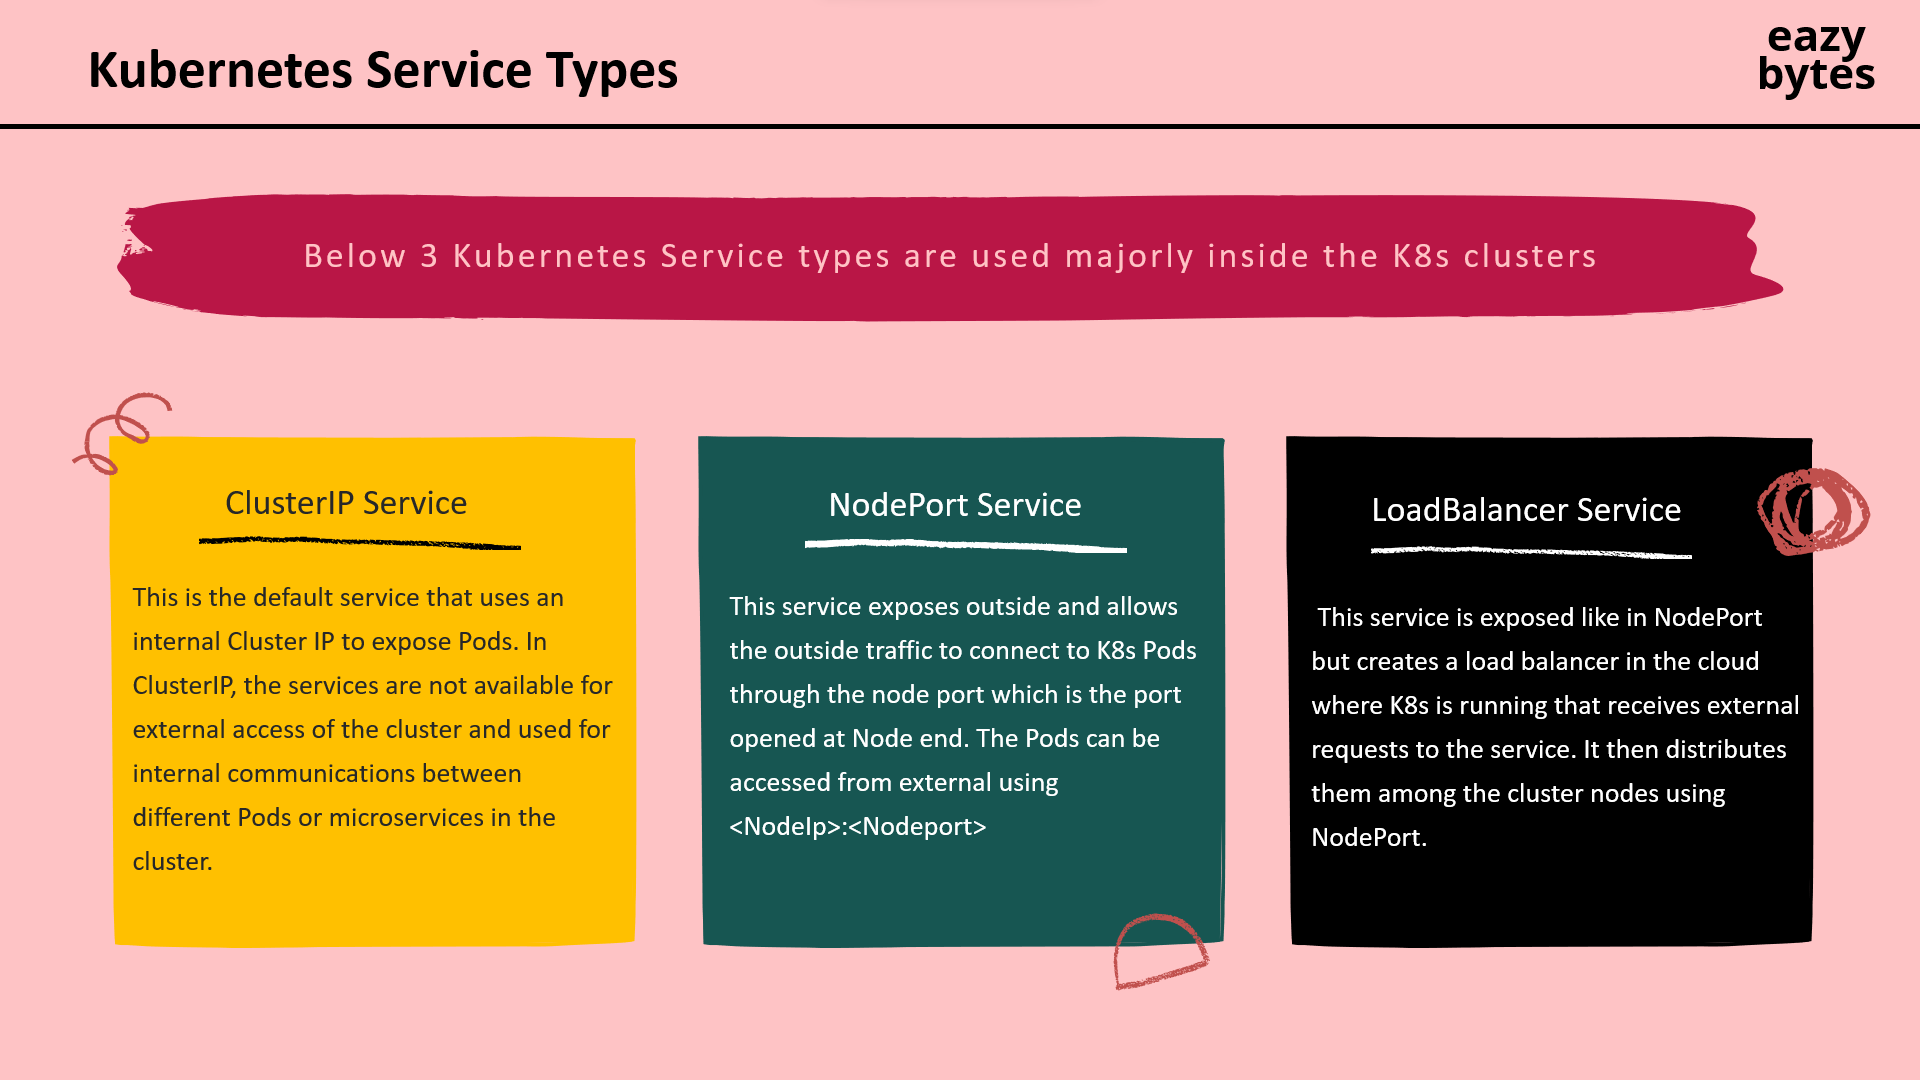 Kubernetes Service Types
eazy
bytes
Below 3 Kubernetes Service types are used majorly inside the K8s clusters
ClusterIP Service
This is the default service that uses an
internal Cluster IP to expose Pods. In
ClusterIP, the services are not available for
external access of the cluster and used for
internal communications between
different Pods or microservices in the
cluster.
NodePort Service
This service exposes outside and allows
the outside traffic to connect to K8s Pods
through the node port which is the port
opened at Node end. The Pods can be
accessed from external using
<NodeIp>:<Nodeport>
LoadBalancer Service
This service is exposed like in NodePort
but creates a load balancer in the cloud
where K8s is running that receives external
requests to the service. It then distributes
them among the cluster nodes using
NodePort.